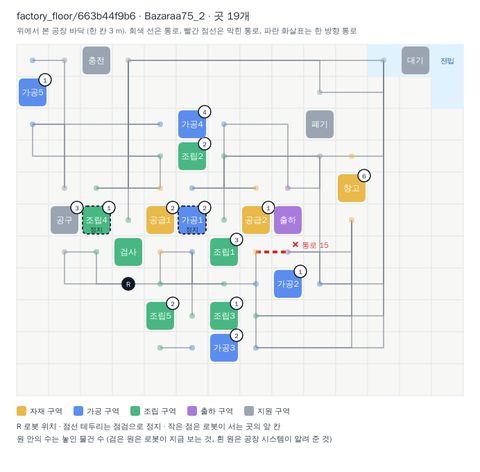 factory_floor/663b44f9b6 · Bazaraa75_2 · 곳 19개
위에서 본 공장 바닥 (한 칸 3 m). 회색 선은 통로, 빨간 점선은 막힌 통로, 파란 화살표는 한 방향 통로
충전
대기
전립
1
가공5
4
가공4
폐기
2
조립2
6
창고
3
공구
1
조립4
정지
2
공급1
2
가공1
정지
1
공급2
출하
검사
3
조립1
✕ 통로 15
R
1
가공2
2
조립5
1
조립3
2
가공3
자재 구역
가공 구역
조립 구역
출하 구역
지원 구역
R 로봇 위치 · 점선 테두리는 점검으로 정지 · 작은 점은 로봇이 서는 곳의 앞 칸
원 안의 수는 놓인 물건 수 (검은 원은 로봇이 지금 보는 것, 흰 원은 공장 시스템이 알려 준 것)